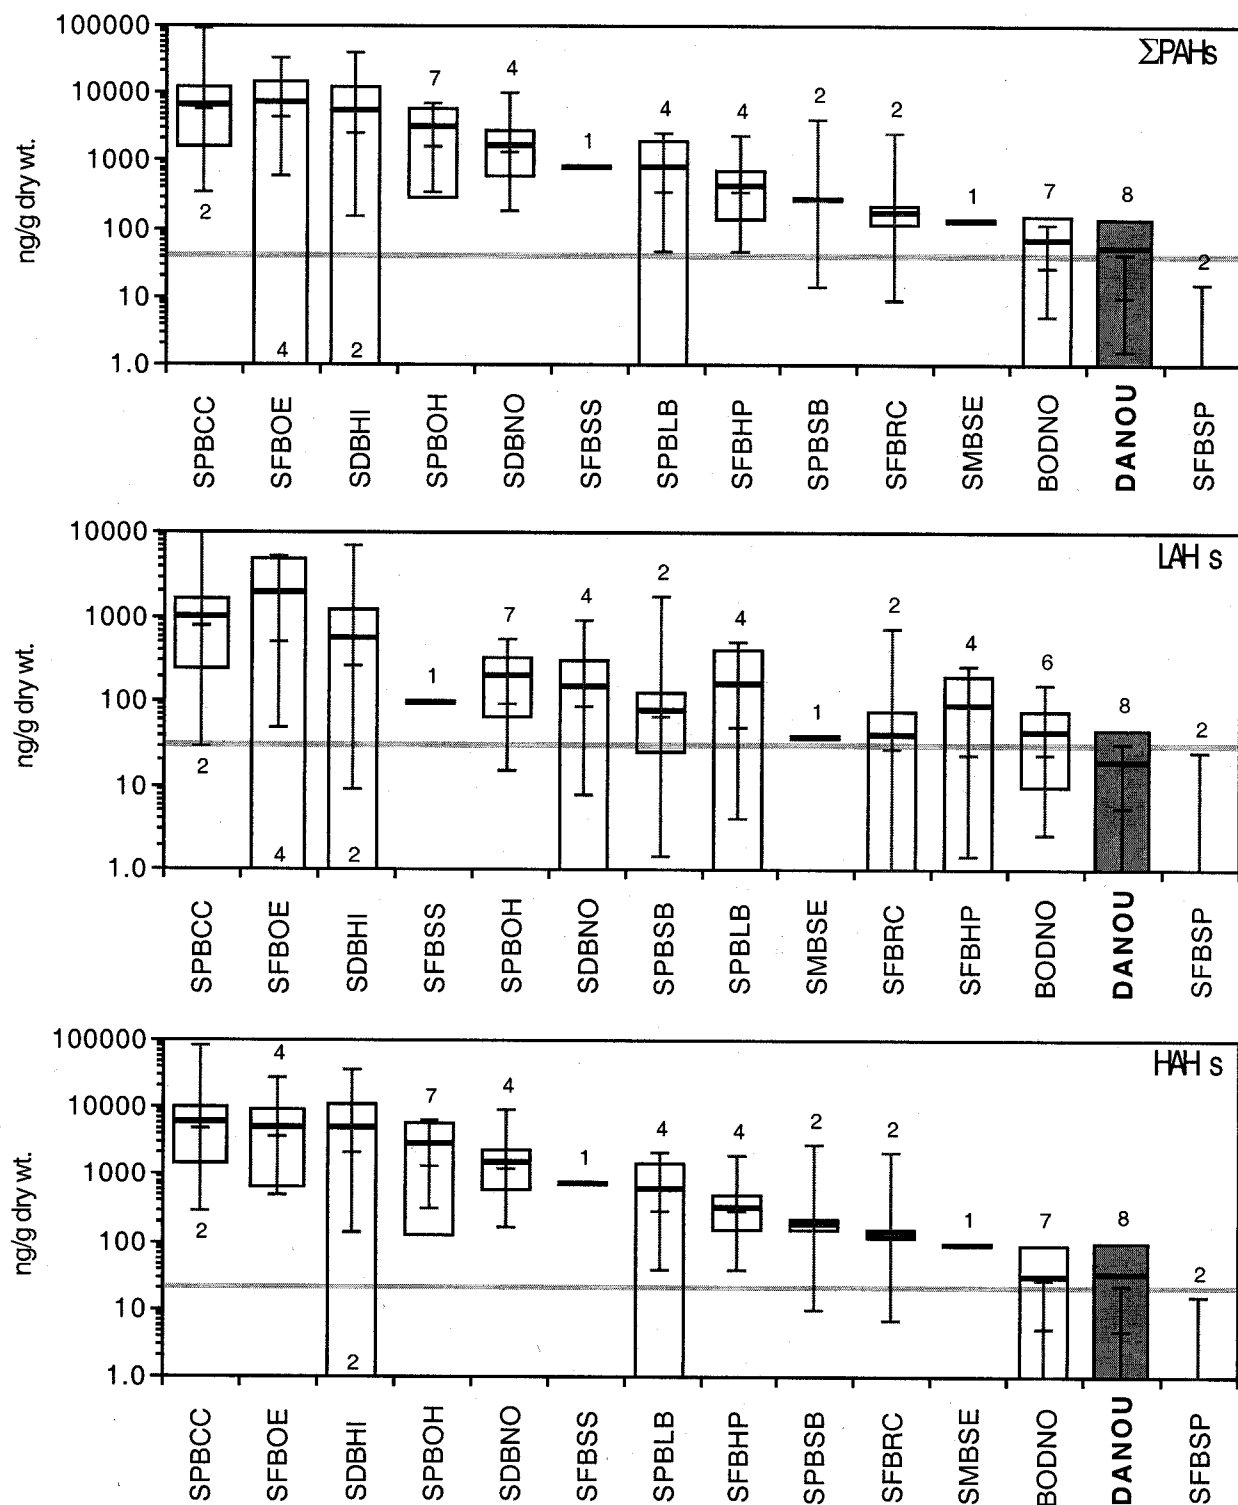 ΣPAHs
ng/g dry wt.
100000
10000
1000
100
10
1.0
2 4 2 7 4 1 4 4 2 2 1 7 8 2
SPBCC SFBOE SDBHI SPBOH SDBNO SFBSS SPBLB SFBHP SPBSB SFBRC SMBSE BODNO DANOU SFBSP
LAH s
ng/g dry wt.
10000
1000
100
10
1.0
2 4 2 1 7 4 2 4 1 2 4 6 8 2
SPBCC SFBOE SDBHI SFBSS SPBOH SDBNO SPBSB SPBLB SMBSE SFBRC SFBHP BODNO DANOU SFBSP
HAH s
ng/g dry wt.
100000
10000
1000
100
10
1.0
2 4 2 7 4 1 4 4 2 2 1 7 8 2
SPBCC SFBOE SDBHI SPBOH SDBNO SFBSS SPBLB SFBHP SPBSB SFBRC SMBSE BODNO DANOU SFBSP